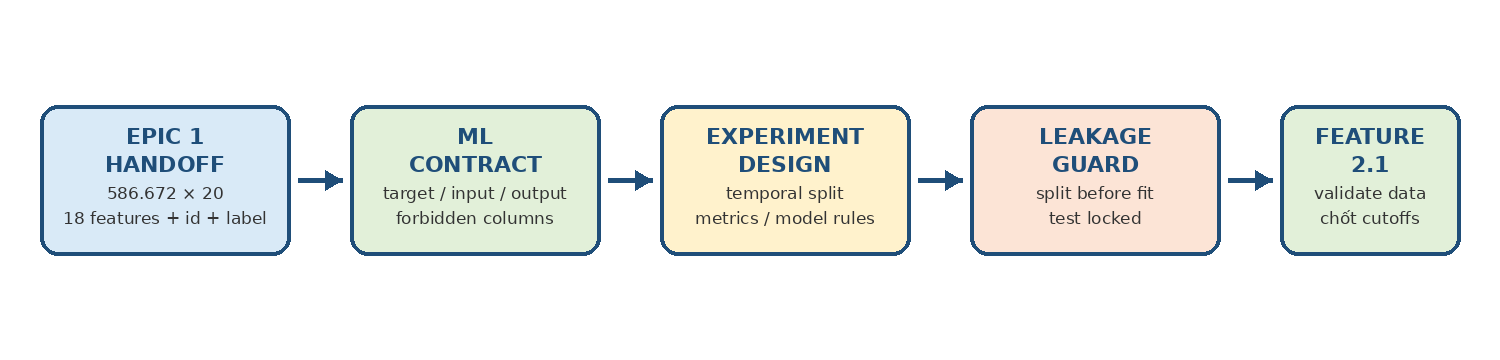 EPIC 1
HANDOFF
586.672 × 20
18 features + id + label
ML
CONTRACT
target / input / output
forbidden columns
EXPERIMENT
DESIGN
temporal split
metrics / model rules
LEAKAGE
GUARD
split before fit
test locked
FEATURE
2.1
validate data
chốt cutoffs